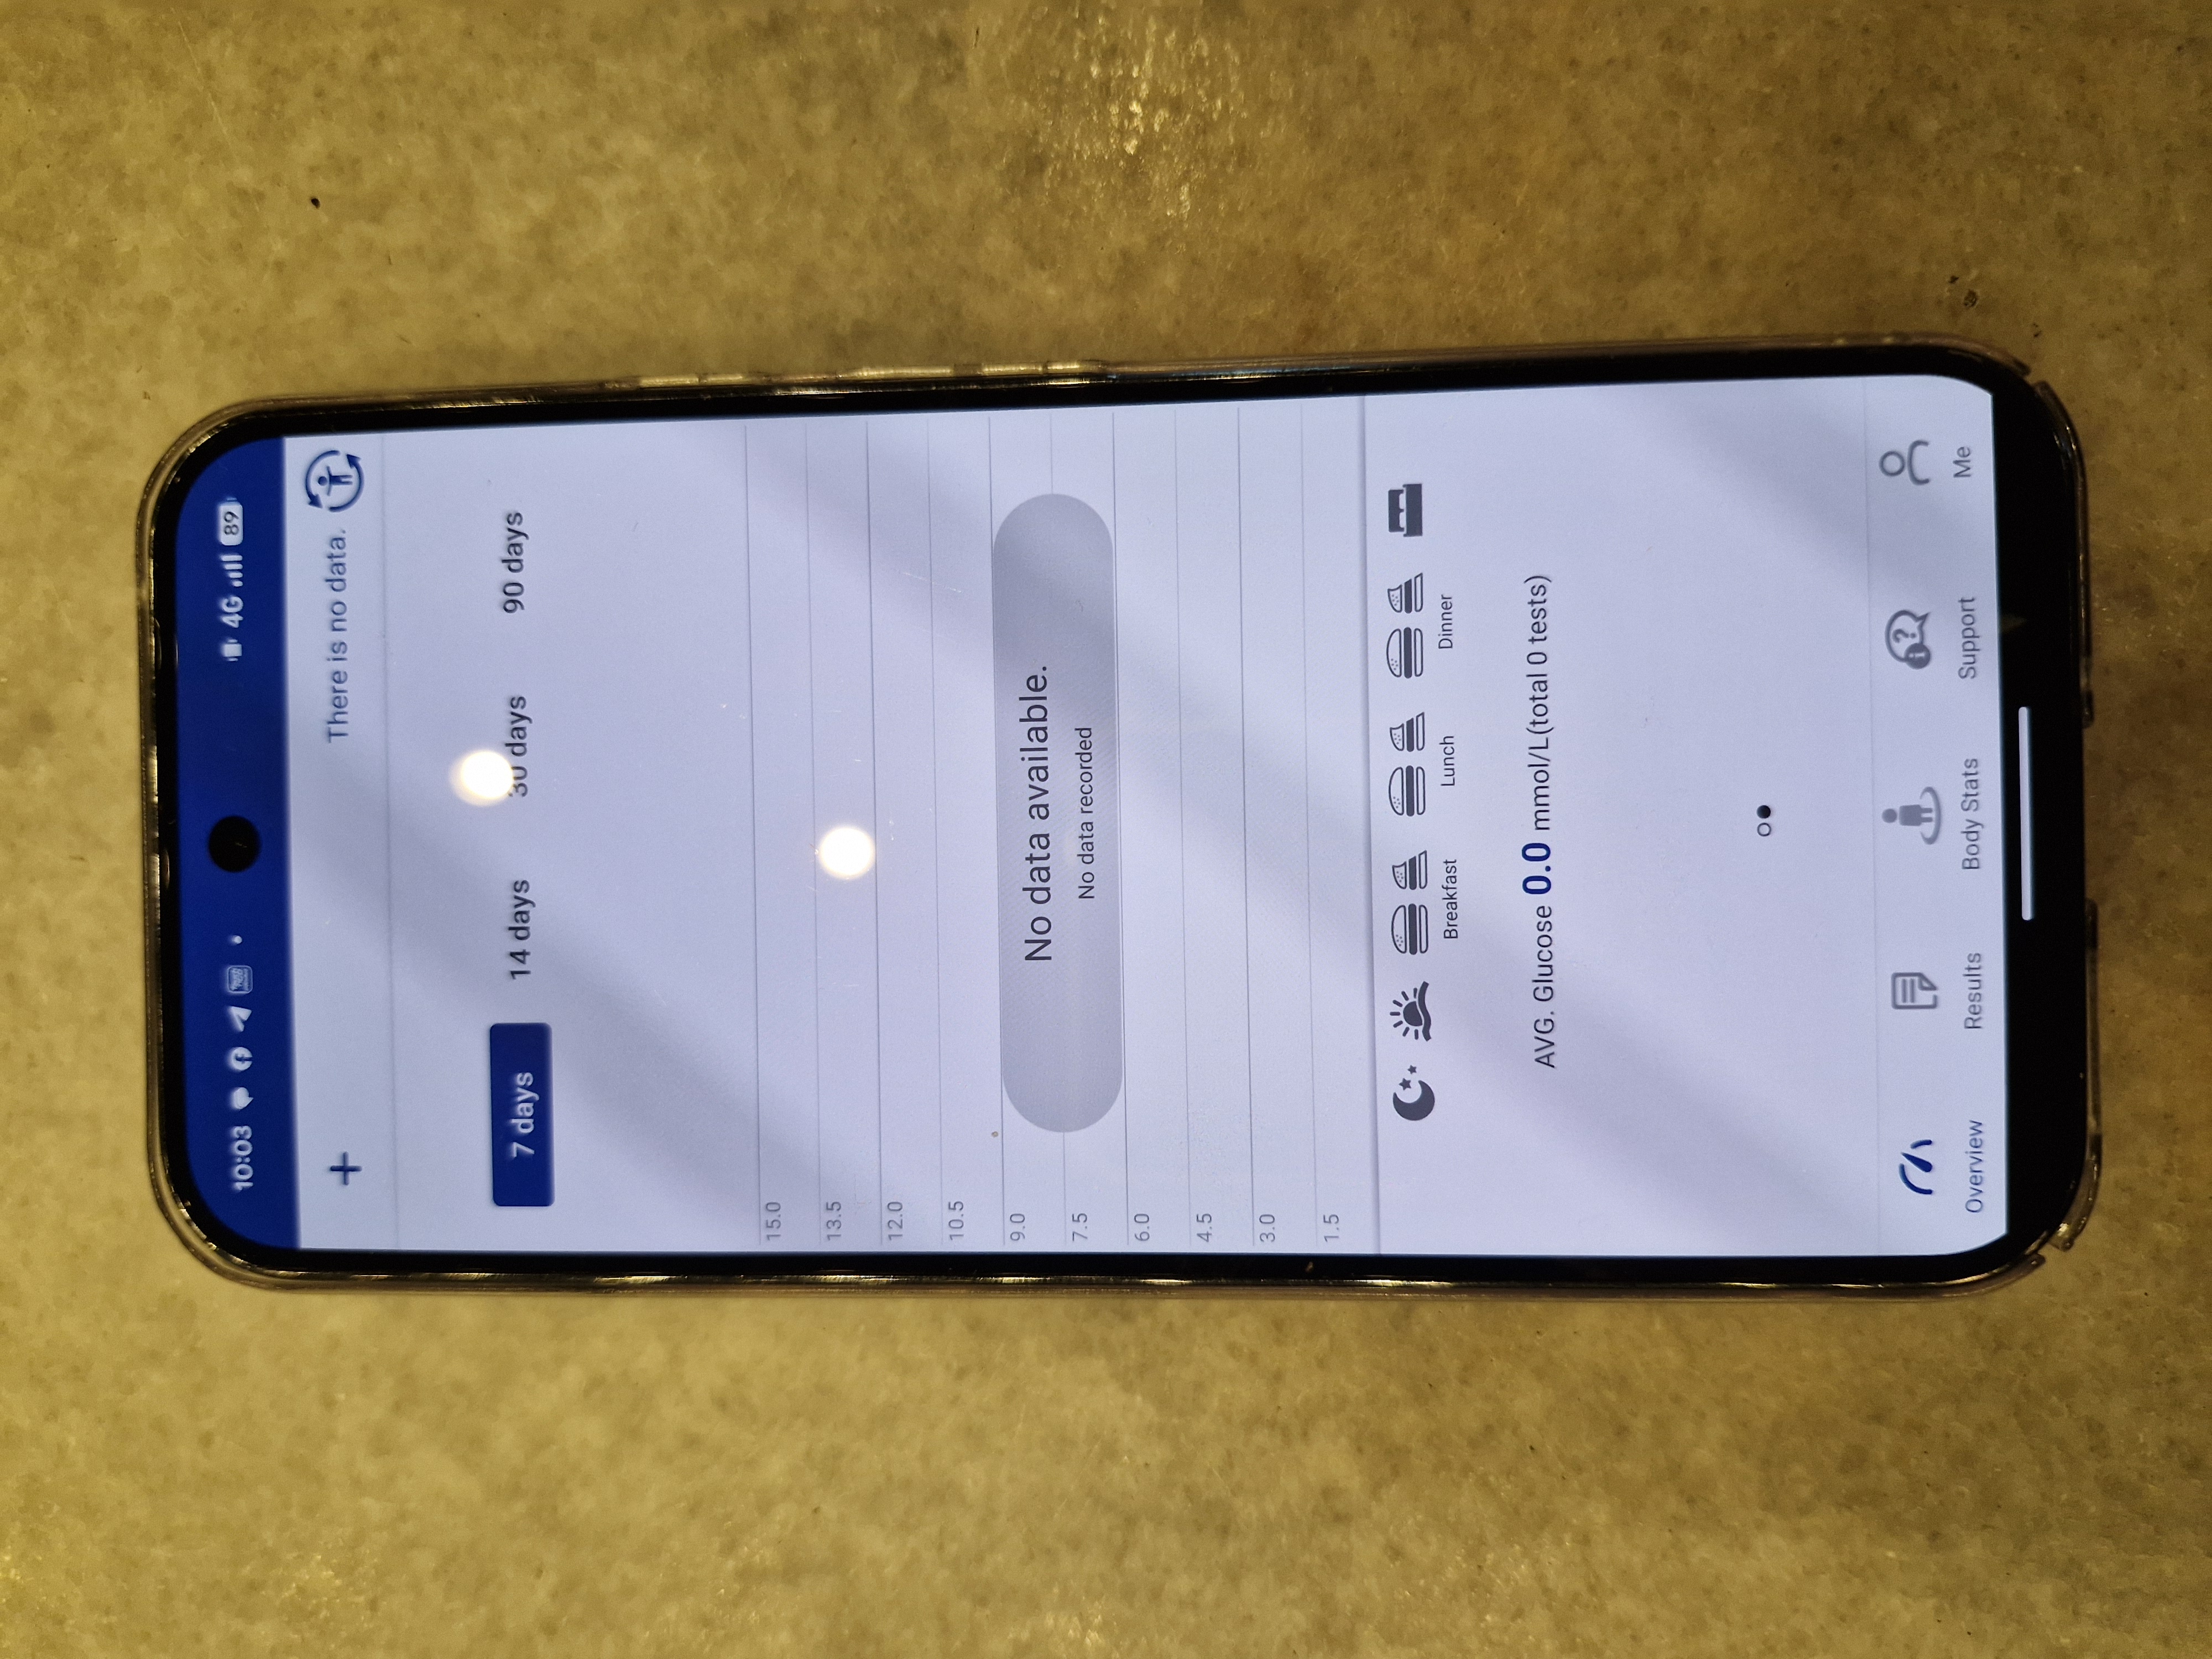 10:03 4G 89
There is no data.
7 days 14 days 30 days 90 days
15.0
13.5
12.0
10.5
9.0
No data available.
7.5
No data recorded
6.0
4.5
3.0
1.5
Breakfast Lunch Dinner
AVG. Glucose 0.0 mmol/L(total 0 tests)
Overview Results Body Stats Support Me